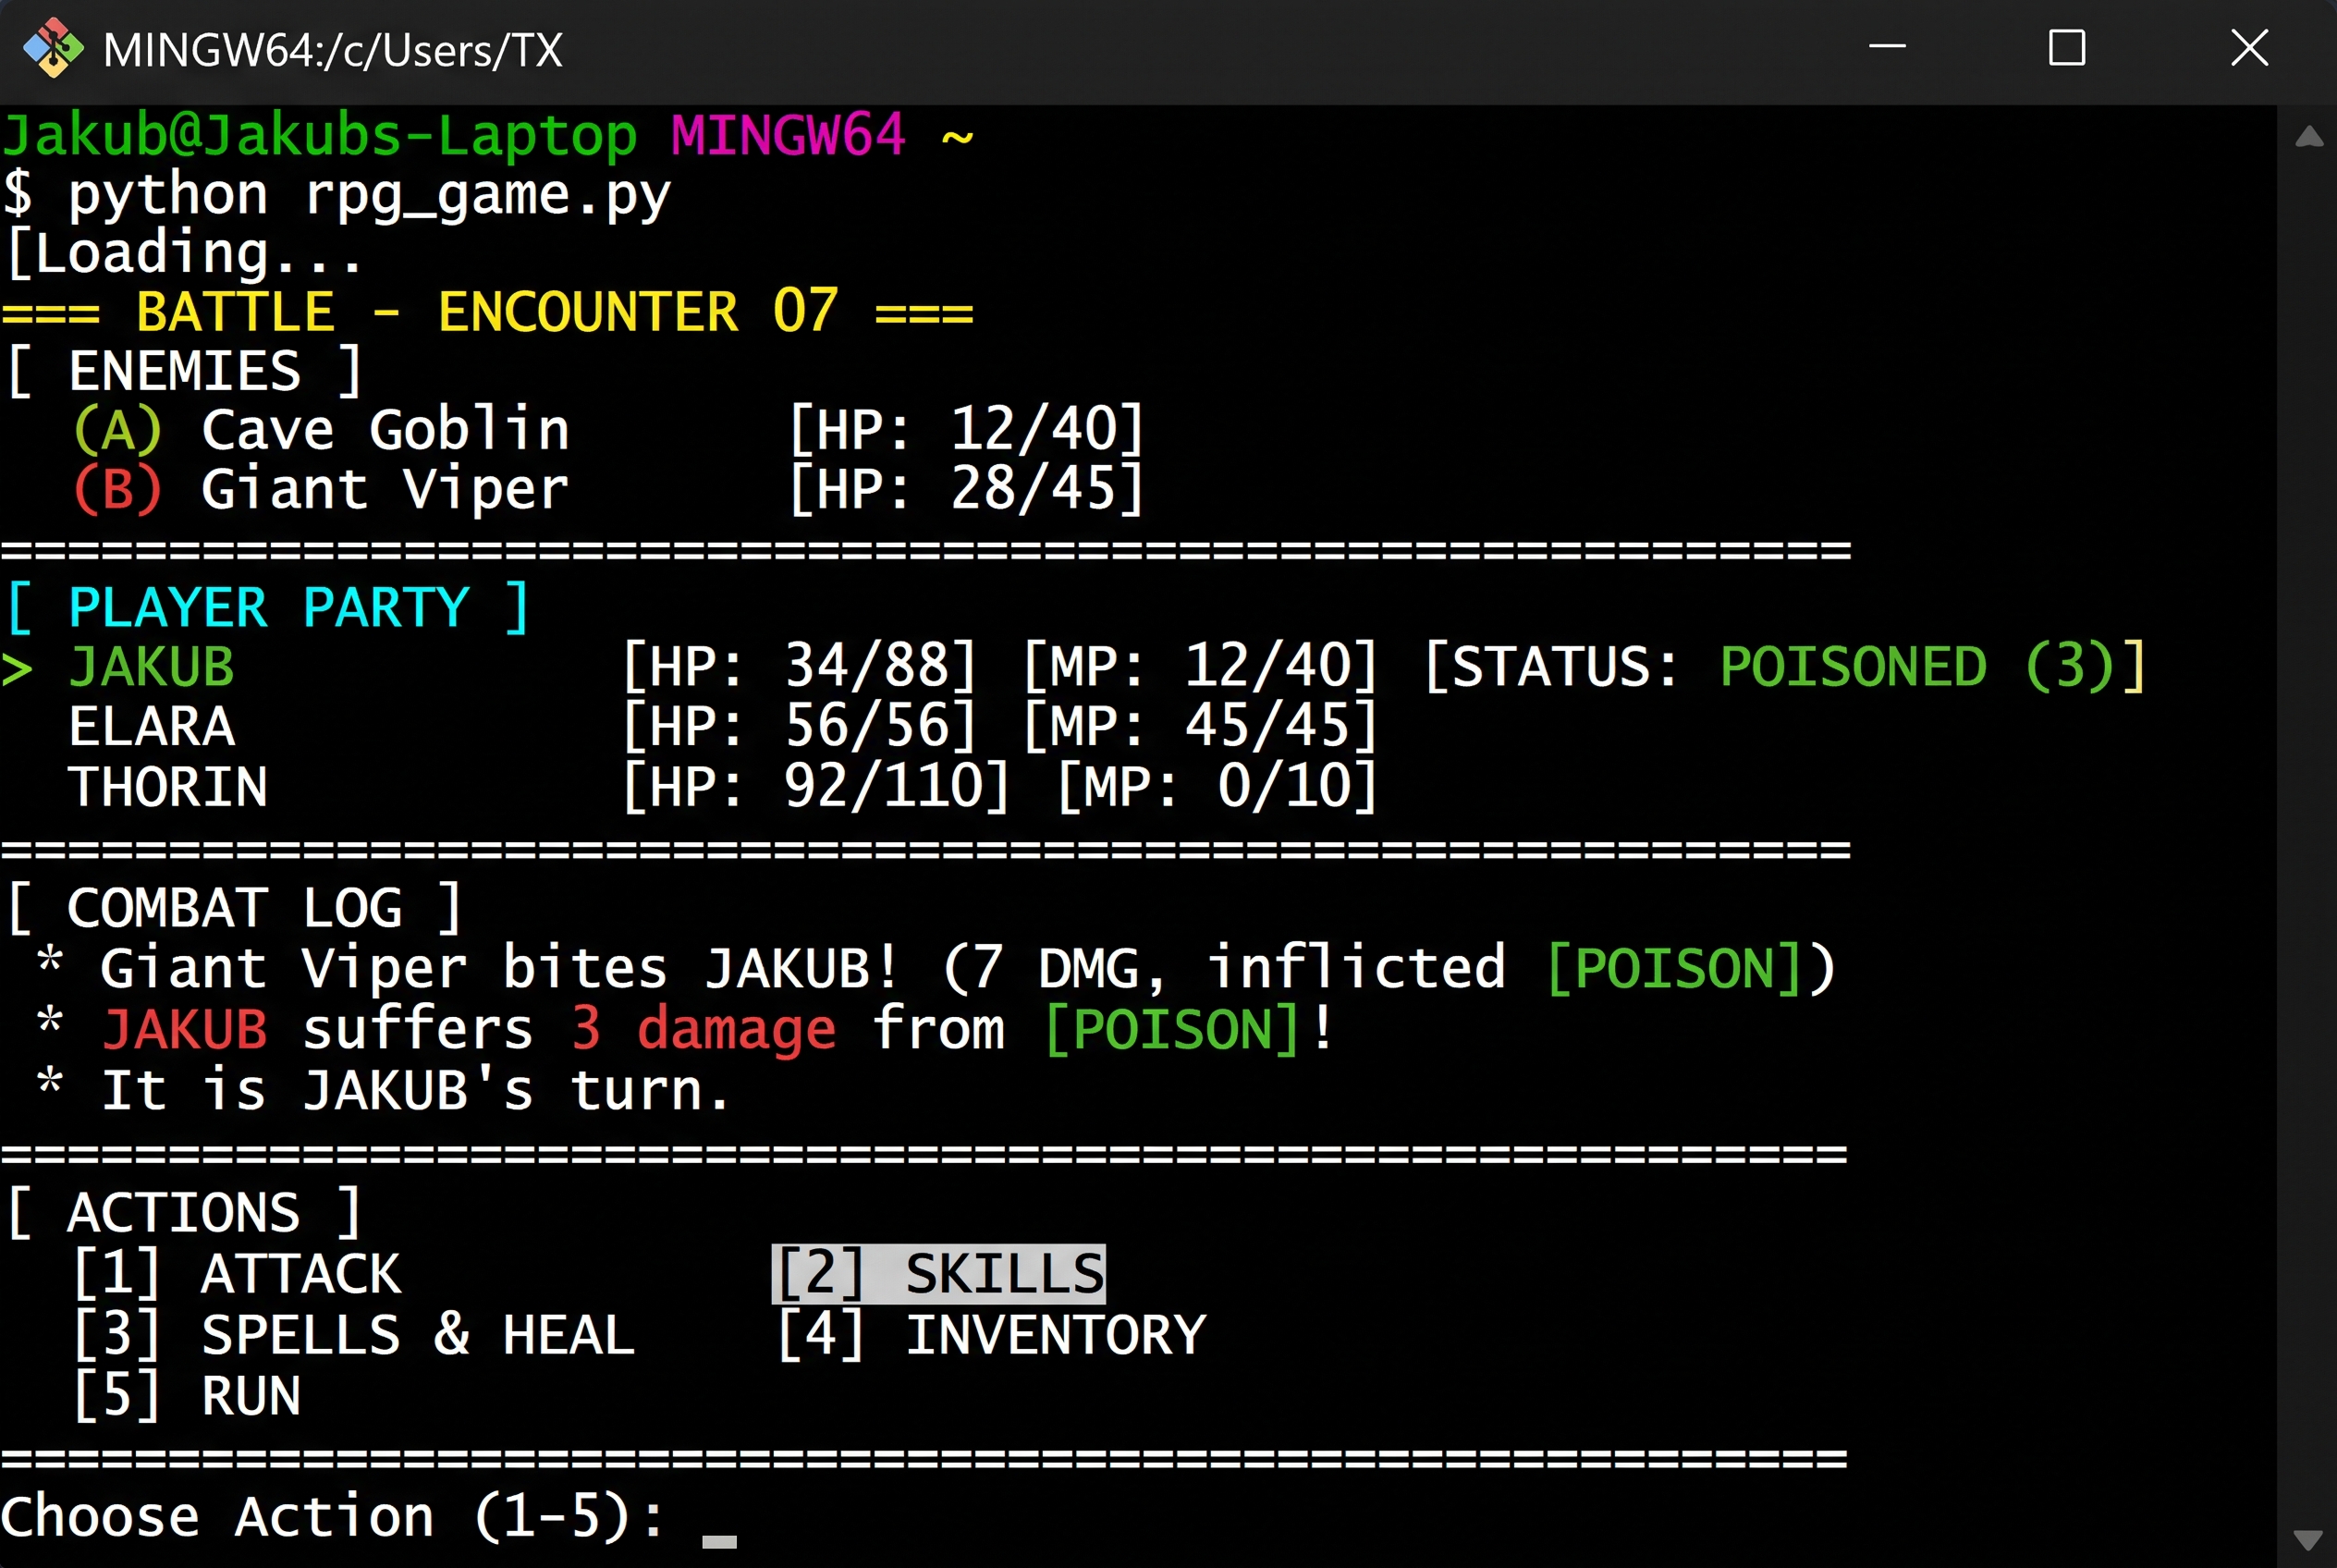 MINGW64:/c/Users/TX
Jakub@Jakubs-Laptop MINGW64 ~
$ python rpg_game.py
[Loading...
=== BATTLE - ENCOUNTER 07 ===
[ ENEMIES ]
(A) Cave Goblin [HP: 12/40]
(B) Giant Viper [HP: 28/45]
=======================================================
[ PLAYER PARTY ]
> JAKUB [HP: 34/88] [MP: 12/40] [STATUS: POISONED (3)]
ELARA [HP: 56/56] [MP: 45/45]
THORIN [HP: 92/110] [MP: 0/10]
=======================================================
[ COMBAT LOG ]
* Giant Viper bites JAKUB! (7 DMG, inflicted [POISON])
* JAKUB suffers 3 damage from [POISON]!
* It is JAKUB's turn.
=======================================================
[ ACTIONS ]
[1] ATTACK [2] SKILLS
[3] SPELLS & HEAL [4] INVENTORY
[5] RUN
=======================================================
Choose Action (1-5): _